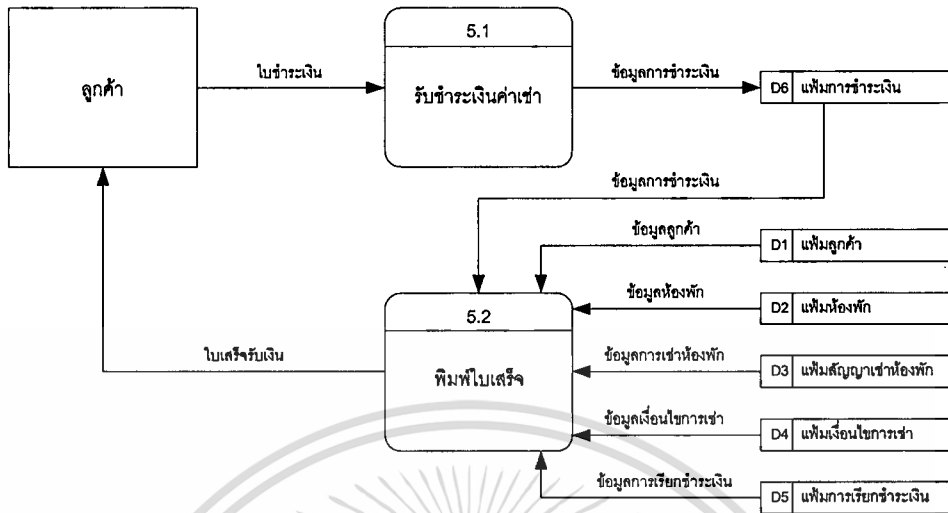 5.1
ลูกค้า
ใบชำระเงิน
รับชำระเงินค่าเช่า
ข้อมูลการชำระเงิน
D6 แฟ้มการชำระเงิน
ข้อมูลการชำระเงิน
ข้อมูลลูกค้า
D1 แฟ้มลูกค้า
5.2
ข้อมูลห้องพัก
D2 แฟ้มห้องพัก
ใบเสร็จรับเงิน
พิมพ์ใบเสร็จ
ข้อมูลการเช่าห้องพัก
D3 แฟ้มสัญญาเช่าห้องพัก
ข้อมูลเงื่อนไขการเช่า
D4 แฟ้มเงื่อนไขการเช่า
ข้อมูลการเรียกชำระเงิน
D5 แฟ้มการเรียกชำระเงิน